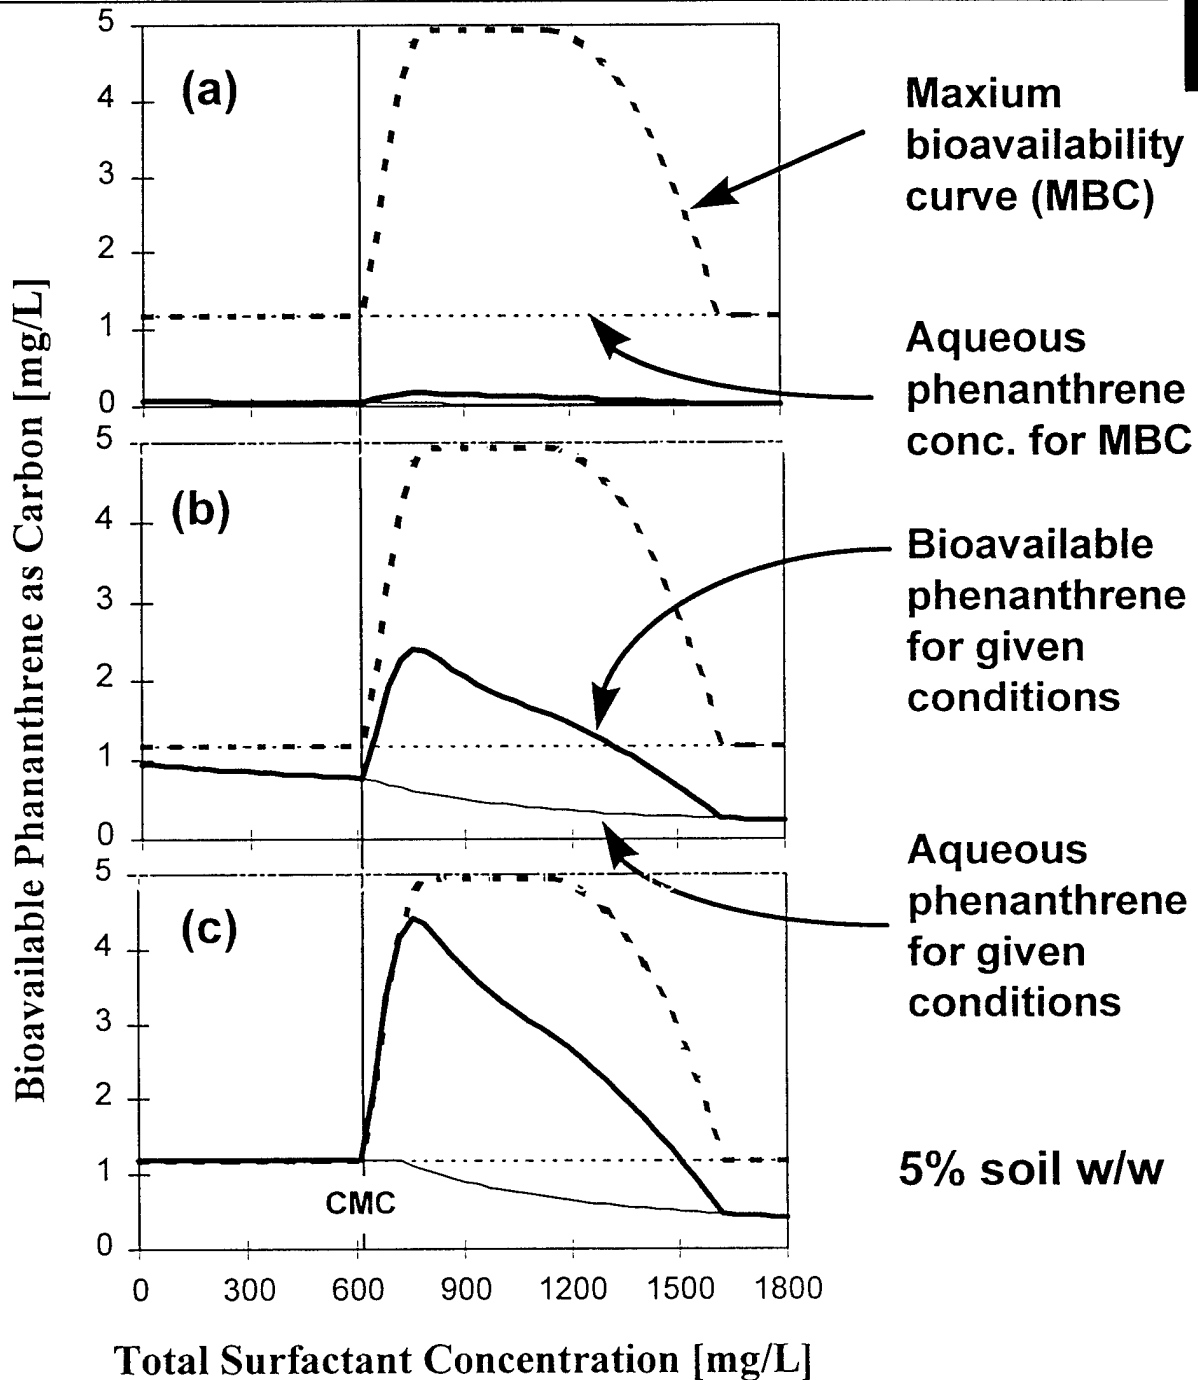 5
4
3
2
1
0
(a)
Maxium
bioavailability
curve (MBC)
Aqueous
phenanthrene
conc. for MBC
5
4
3
2
1
0
(b)
Bioavailable
phenanthrene
for given
conditions
Aqueous
phenanthrene
for given
conditions
5
4
3
2
1
0
(c)
CMC
5% soil w/w
0 300 600 900 1200 1500 1800
Total Surfactant Concentration [mg/L]
Bioavailable Phananthrene as Carbon [mg/L]